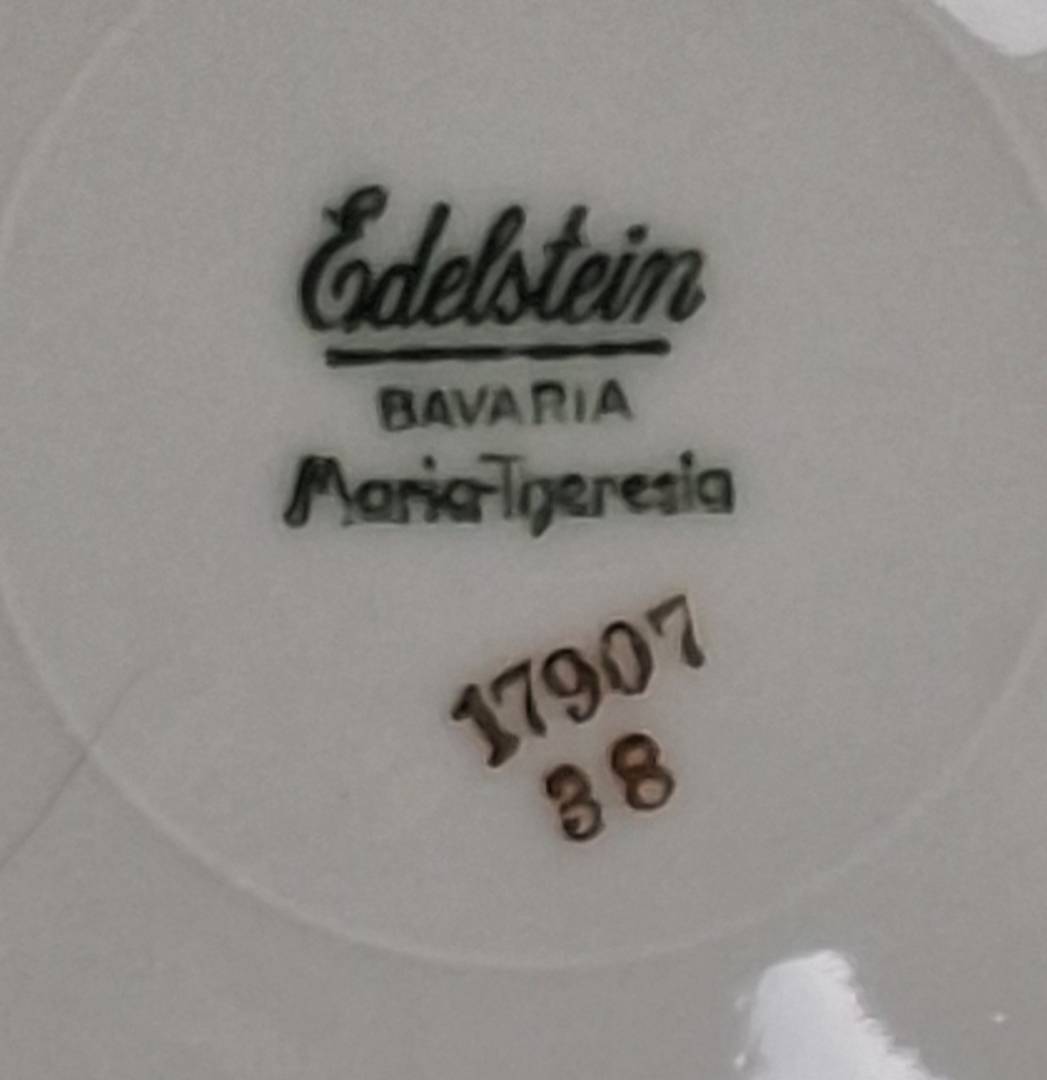 Edelstein
BAVARIA
Maria-Theresia
17907
38